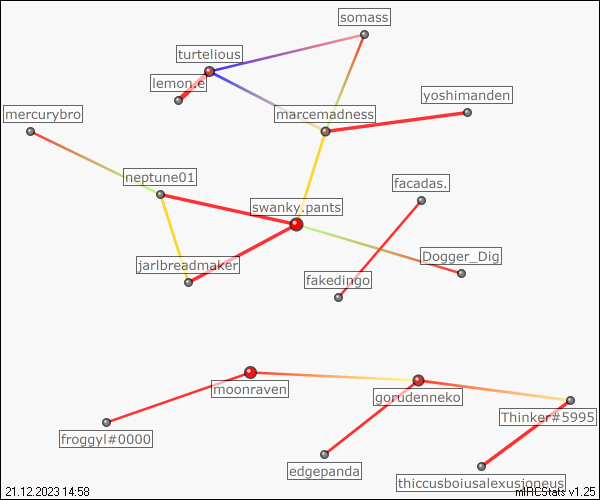 somass
turtelious
lemon.e
yoshimanden
mercurybro
marcemadness
neptune01
facadas.
swanky.pants
Dogger_Dig
jarlbreadmaker
fakedingo
moonraven
gorudenneko
Thinker#5995
froggyl#0000
edgepanda
thiccusboiusalexusjoneus
21.12.2023 14:58
mIRCStats v1.25